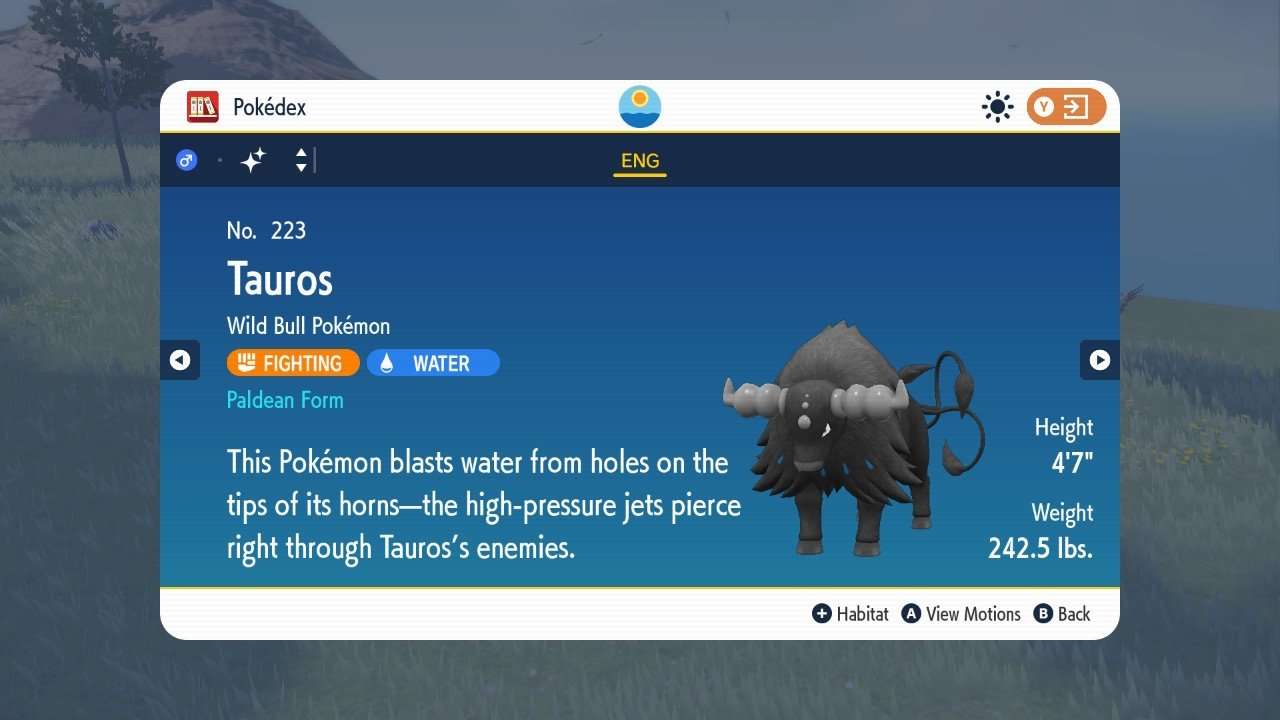 Pokédex
Y
ENG
No. 223
Tauros
Wild Bull Pokémon
FIGHTING WATER
Paldean Form
This Pokémon blasts water from holes on the
tips of its horns—the high-pressure jets pierce
right through Tauros's enemies.
Height
4'7"
Weight
242.5 lbs.
+ Habitat A View Motions B Back